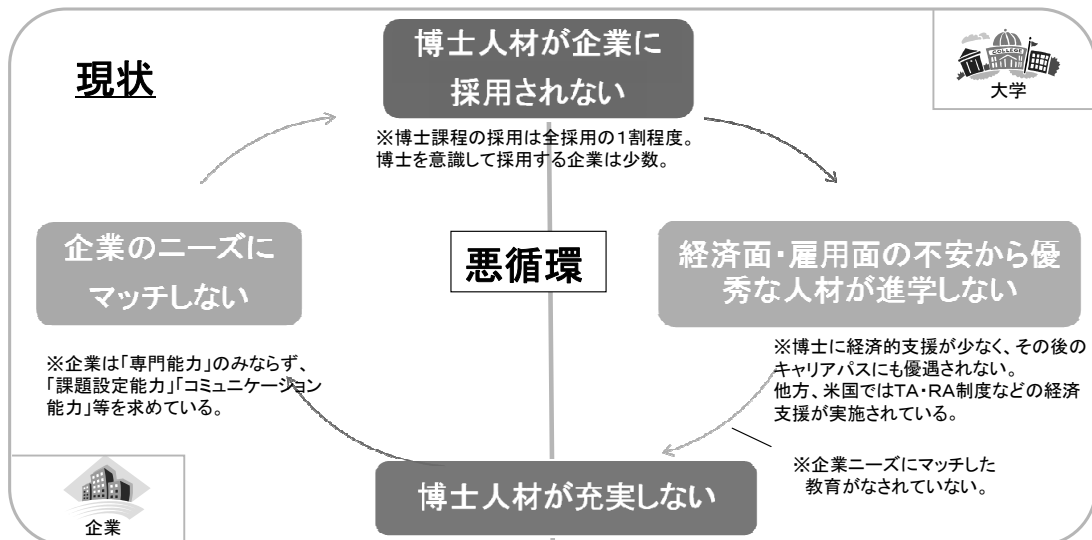 現状
博士人材が企業に
採用されない
COLLEGE
大学
※博士課程の採用は全採用の1割程度。
博士を意識して採用する企業は少数。
企業のニーズに
マッチしない
悪循環
経済面・雇用面の不安から優
秀な人材が進学しない
※企業は「専門能力」のみならず、
「課題設定能力」「コミュニケーション
能力」等を求めている。
※博士に経済的支援が少なく、その後の
キャリアパスにも優遇されない。
他方、米国ではTA・RA制度などの経済
支援が実施されている。
※企業ニーズにマッチした
教育がなされていない。
博士人材が充実しない
企業